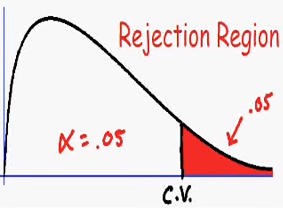 Rejection Region
.05
α = .05
C.V.